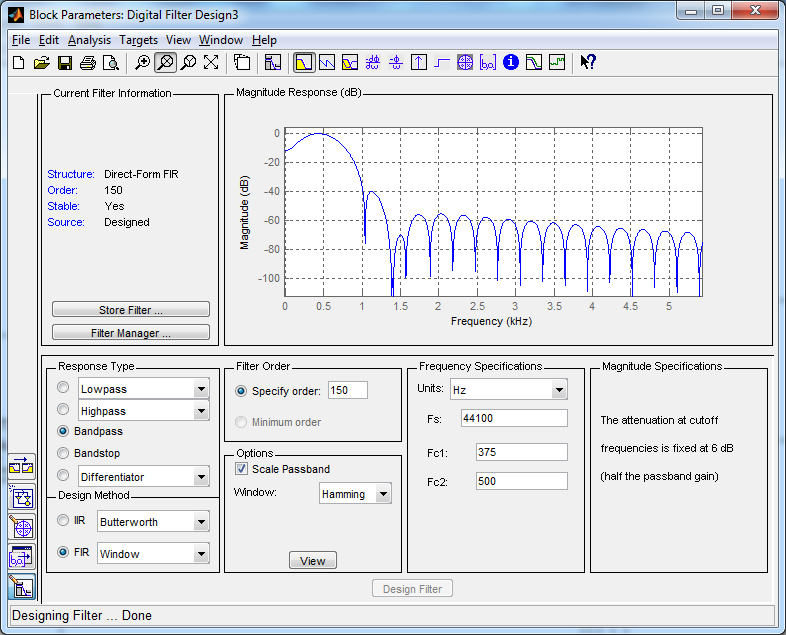 Block Parameters: Digital Filter Design3
File Edit Analysis Targets View Window Help
Current Filter Information
Structure: Direct-Form FIR
Order: 150
Stable: Yes
Source: Designed
Store Filter ...
Filter Manager ...
Magnitude Response (dB)
Magnitude (dB)
0
-20
-40
-60
-80
-100
0 0.5 1 1.5 2 2.5 3 3.5 4 4.5 5
Frequency (kHz)
Response Type
Lowpass
Highpass
Bandpass
Bandstop
Differentiator
Design Method
IIR Butterworth
FIR Window
Filter Order
Specify order: 150
Minimum order
Options
Scale Passband
Window: Hamming
View
Frequency Specifications
Units: Hz
Fs: 44100
Fc1: 375
Fc2: 500
Magnitude Specifications
The attenuation at cutoff
frequencies is fixed at 6 dB
(half the passband gain)
Design Filter
Designing Filter ... Done